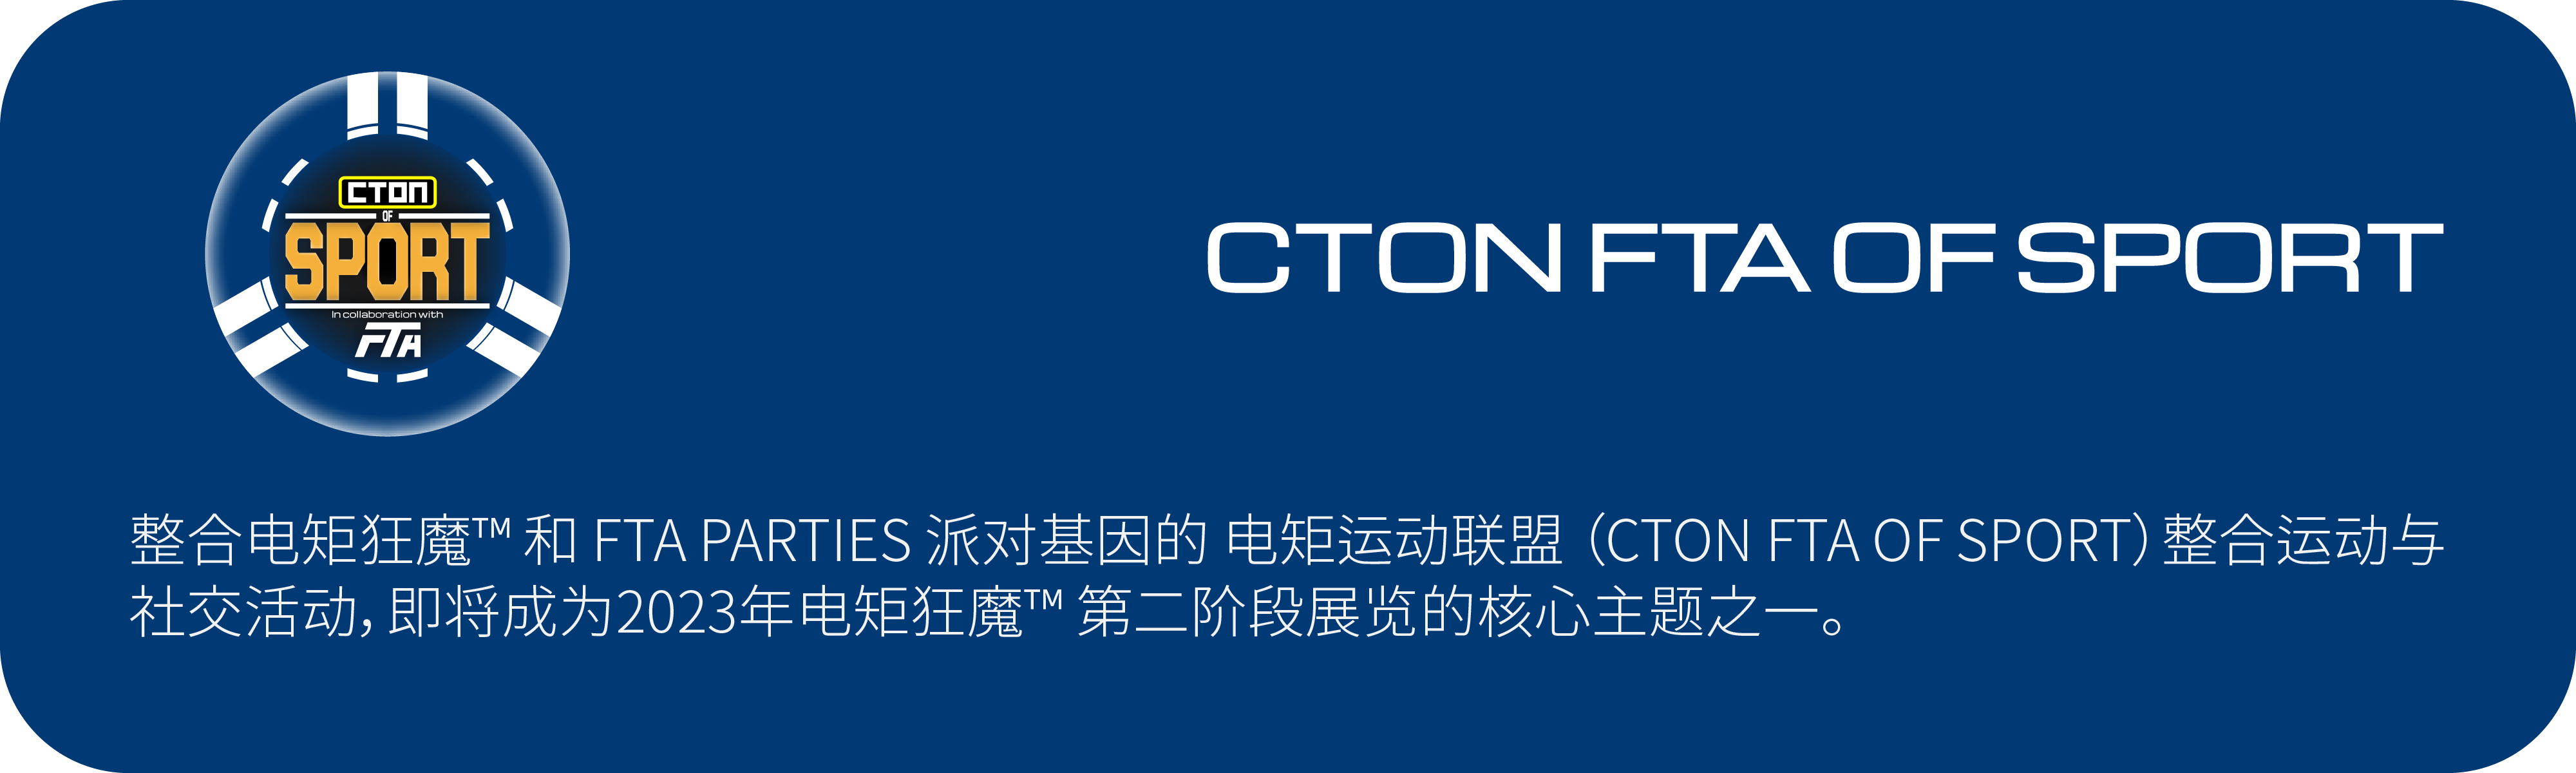 CTON
OF
SPORT
In collaboration with
FTA
CTON FTA OF SPORT
整合电矩狂魔™ 和 FTA PARTIES 派对基因的 电矩运动联盟（CTON FTA OF SPORT）整合运动与
社交活动，即将成为2023年电矩狂魔™ 第二阶段展览的核心主题之一。